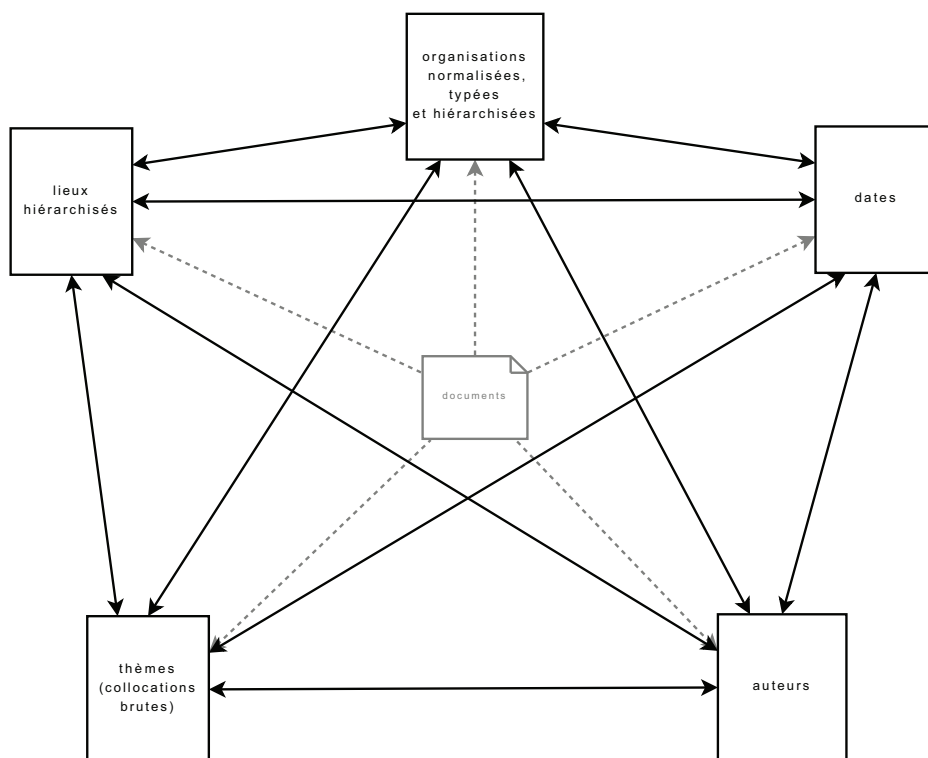 organisations
normalisées,
typées
et hiérarchisées
lieux
hiérarchisés
dates
documents
thèmes
(collocations
brutes)
auteurs